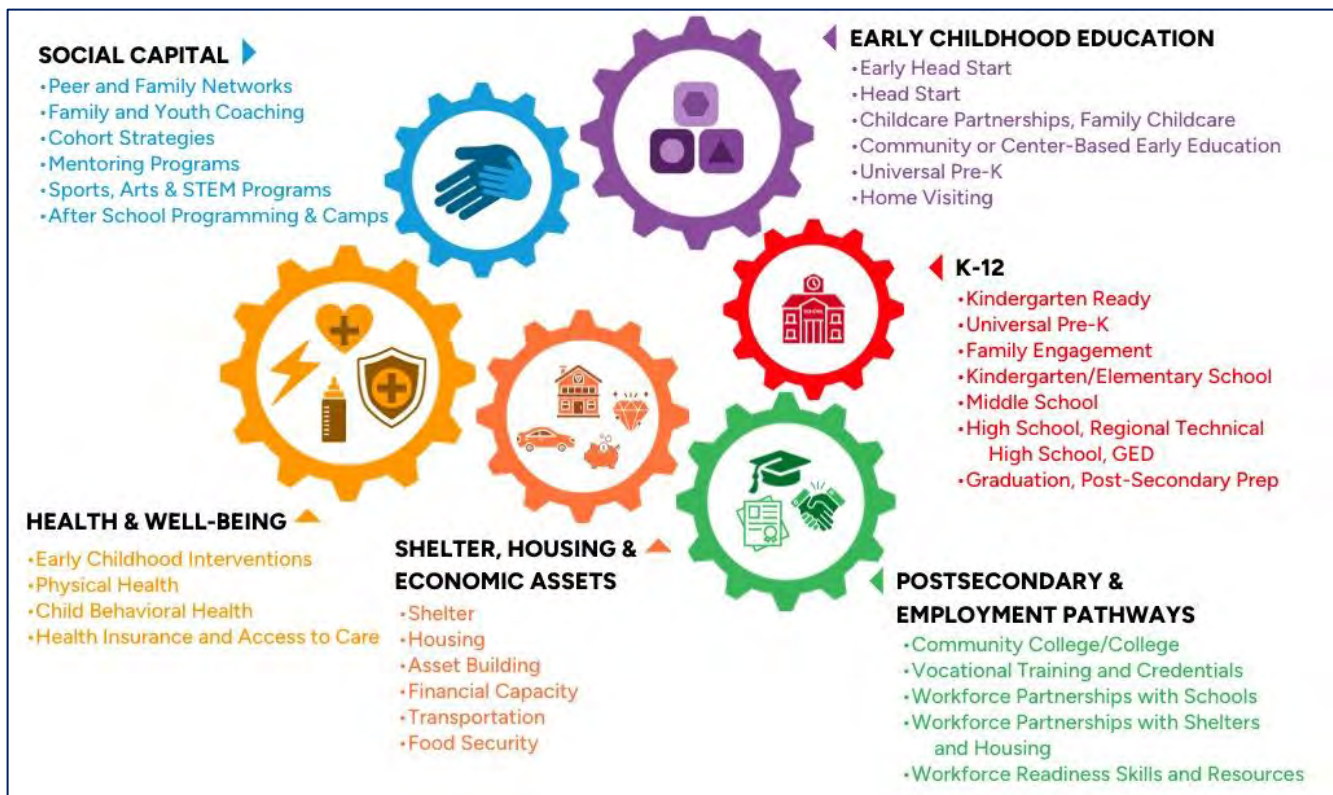 SOCIAL CAPITAL
•Peer and Family Networks
•Family and Youth Coaching
•Cohort Strategies
•Mentoring Programs
•Sports, Arts & STEM Programs
•After School Programming & Camps
EARLY CHILDHOOD EDUCATION
•Early Head Start
•Head Start
•Childcare Partnerships, Family Childcare
•Community or Center-Based Early Education
•Universal Pre-K
•Home Visiting
K-12
•Kindergarten Ready
•Universal Pre-K
•Family Engagement
•Kindergarten/Elementary School
•Middle School
•High School, Regional Technical
High School, GED
•Graduation, Post-Secondary Prep
HEALTH & WELL-BEING
•Early Childhood Interventions
•Physical Health
•Child Behavioral Health
•Health Insurance and Access to Care
SHELTER, HOUSING &
ECONOMIC ASSETS
•Shelter
•Housing
•Asset Building
•Financial Capacity
•Transportation
•Food Security
POSTSECONDARY &
EMPLOYMENT PATHWAYS
•Community College/College
•Vocational Training and Credentials
•Workforce Partnerships with Schools
•Workforce Partnerships with Shelters
and Housing
•Workforce Readiness Skills and Resources